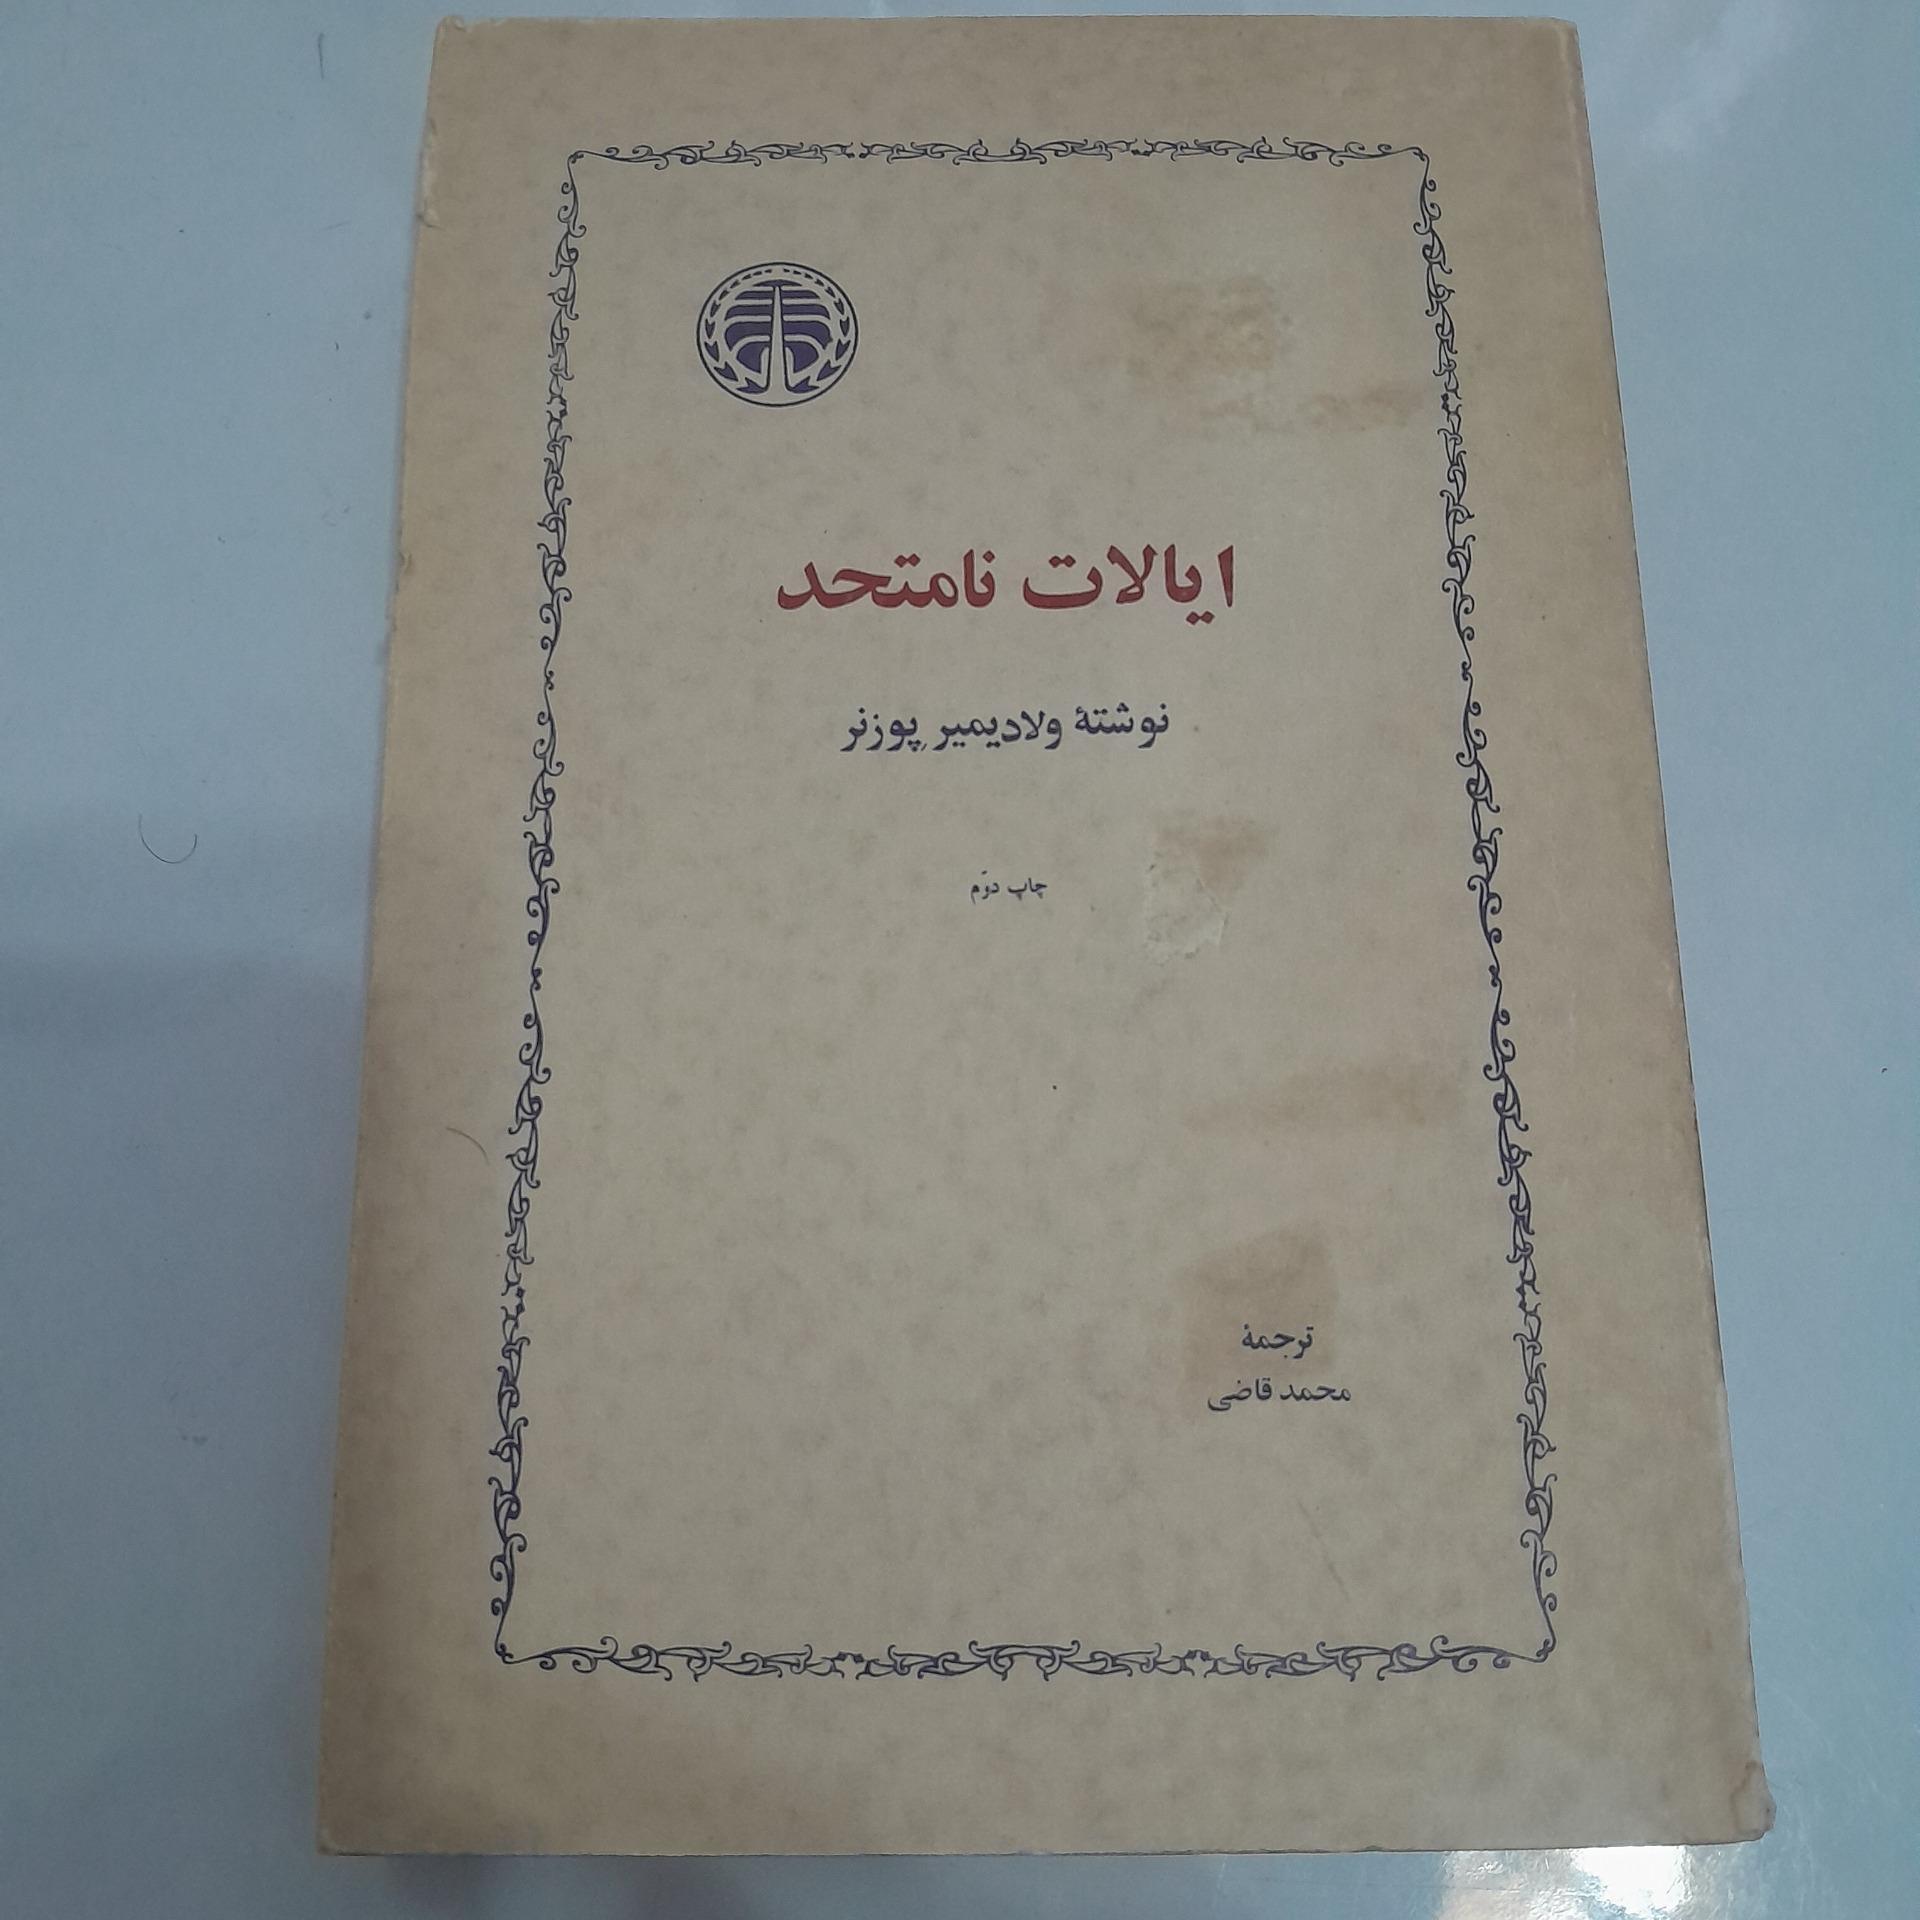 ایالات نامتحد
نوشتهٔ ولادیمیر پوزنر
چاپ دوّم
ترجمهٔ
محمد قاضی